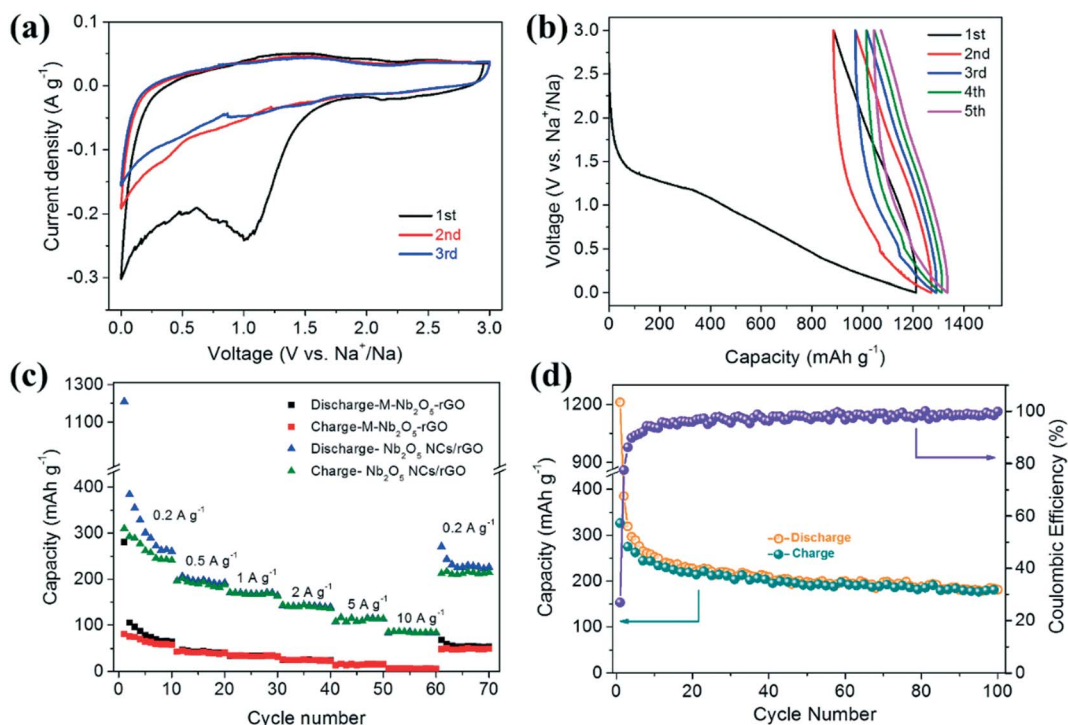 (a)
0.1
0.0
-0.1
-0.2
-0.3
Current density (A g⁻¹)
1st
2nd
3rd
0.0 0.5 1.0 1.5 2.0 2.5 3.0
Voltage (V vs. Na⁺/Na)
(b)
3.0
2.5
2.0
1.5
1.0
0.5
0.0
Voltage (V vs. Na⁺/Na)
1st
2nd
3rd
4th
5th
0 200 400 600 800 1000 1200 1400
Capacity (mAh g⁻¹)
(c)
1300
1200
400
300
200
100
0
Capacity (mAh g⁻¹)
Discharge-M-Nb₂O₅-rGO
Charge-M-Nb₂O₅-rGO
Discharge- Nb₂O₅ NCs/rGO
Charge- Nb₂O₅ NCs/rGO
0.2 A g⁻¹
0.5 A g⁻¹
1 A g⁻¹
2 A g⁻¹
5 A g⁻¹
10 A g⁻¹
0.2 A g⁻¹
0 10 20 30 40 50 60 70
Cycle number
(d)
1200
900
400
300
200
100
0
Capacity (mAh g⁻¹)
Discharge
Charge
100
80
60
40
20
0
Coulombic Efficiency (%)
0 20 40 60 80 100
Cycle Number